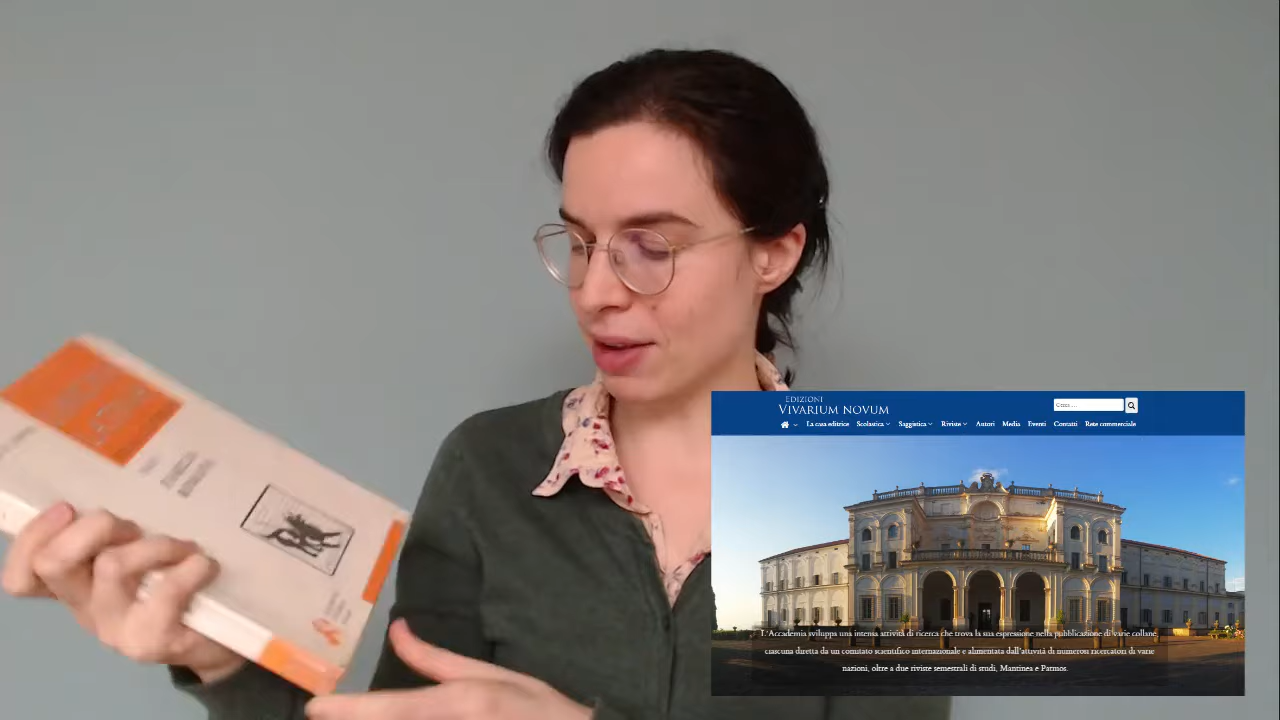 EDIZIONI
VIVARIUM NOVUM
Cerca …
La casa editrice Scolastica Saggistica Riviste Autori Media Eventi Contatti Rete commerciale
L'Accademia sviluppa una intensa attività di ricerca che trova la sua espressione nella pubblicazione di varie collane,
ciascuna diretta da un comitato scientifico internazionale e alimentata dall'attività di numerosi ricercatori di varie
nazioni, oltre a due riviste semestrali di studi, Mantinea e Patmos.